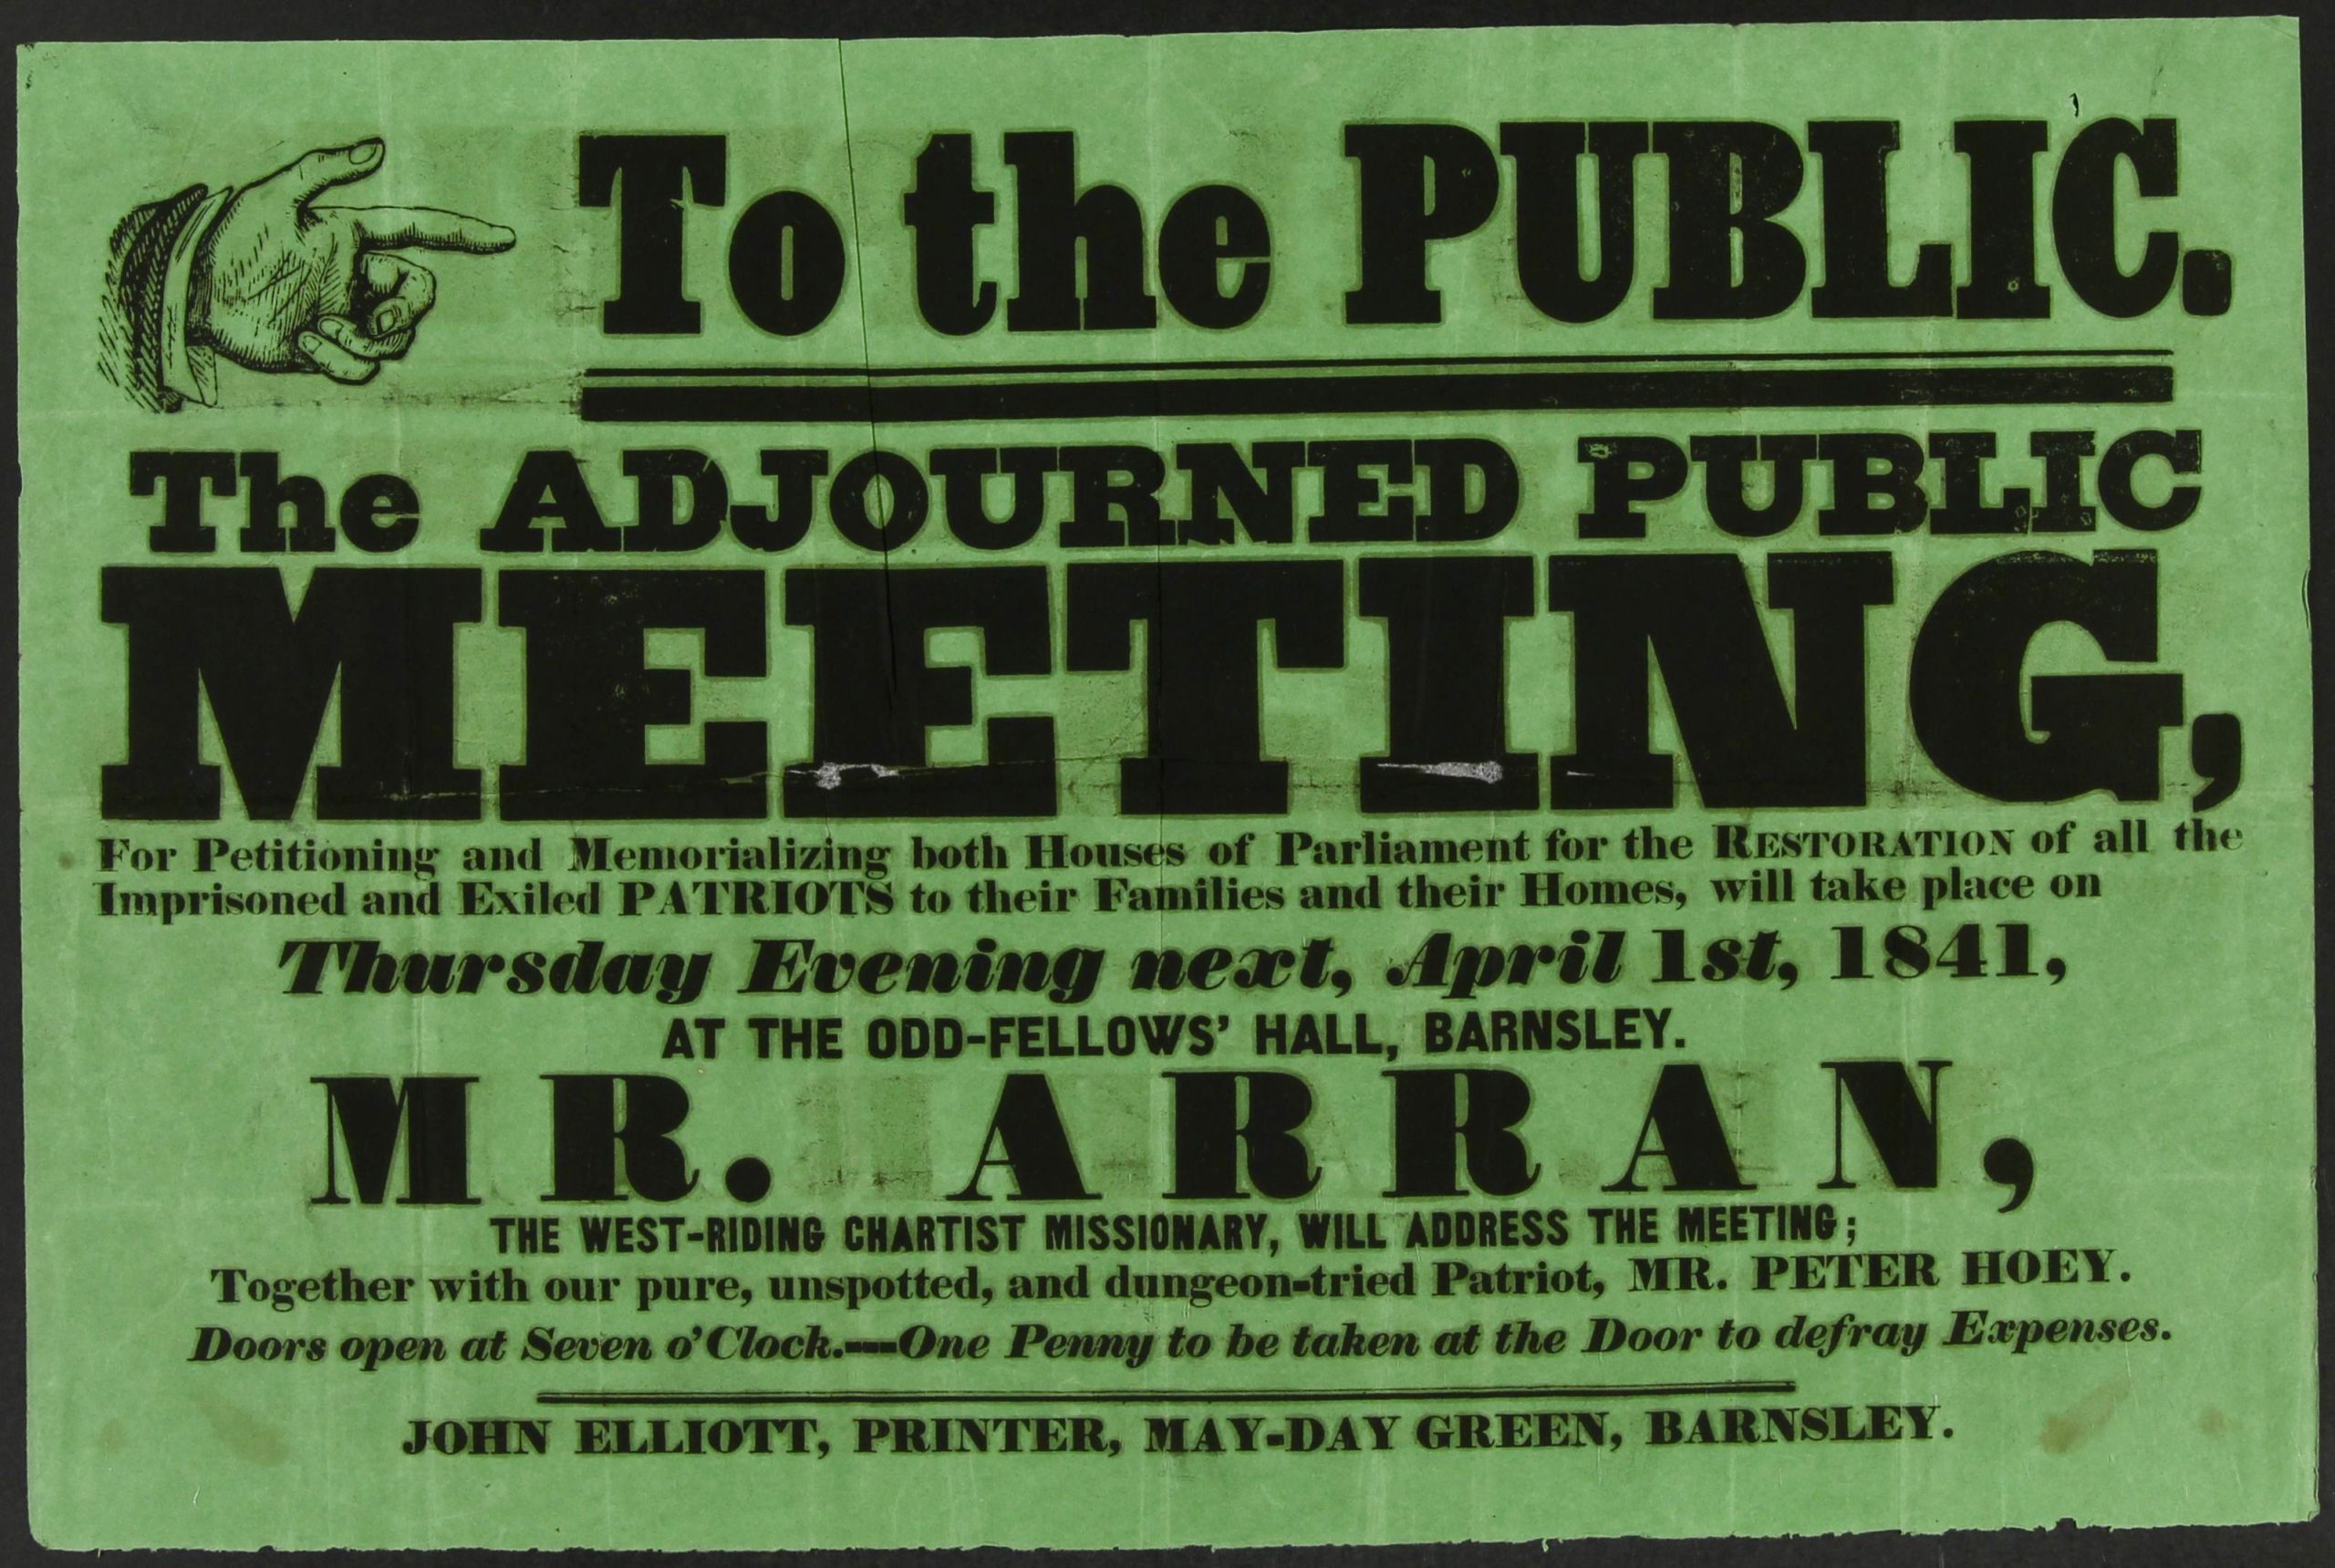 To the PUBLIC.
The ADJOURNED PUBLIC
MEETING,
For Petitioning and Memorializing both Houses of Parliament for the RESTORATION of all the
Imprisoned and Exiled PATRIOTS to their Families and their Homes, will take place on
Thursday Evening next, April 1st, 1841,
AT THE ODD-FELLOWS' HALL, BARNSLEY.
MR. ARRAN,
THE WEST-RIDING CHARTIST MISSIONARY, WILL ADDRESS THE MEETING;
Together with our pure, unspotted, and dungeon-tried Patriot, MR. PETER HOEY.
Doors open at Seven o'Clock.—One Penny to be taken at the Door to defray Expenses.
JOHN ELLIOTT, PRINTER, MAY-DAY GREEN, BARNSLEY.